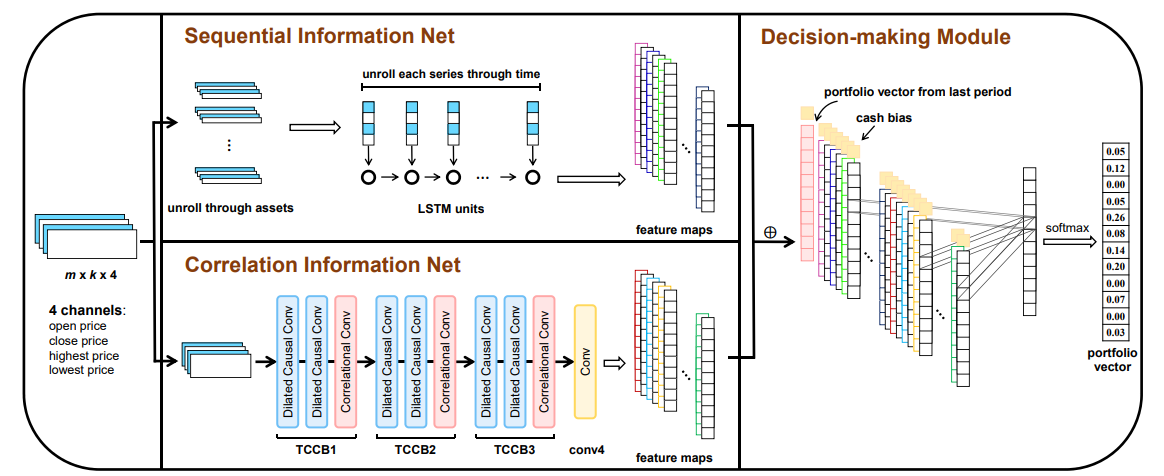 Sequential Information Net
unroll through assets
unroll each series through time
...
LSTM units
feature maps
m x k x 4
4 channels:
open price
close price
highest price
lowest price
Correlation Information Net
Dilated Causal Conv
Dilated Causal Conv
Correlational Conv
Dilated Causal Conv
Dilated Causal Conv
Correlational Conv
Dilated Causal Conv
Dilated Causal Conv
Correlational Conv
Conv
TCCB1
TCCB2
TCCB3
conv4
feature maps
Decision-making Module
portfolio vector from last period
cash bias
⊕
softmax
0.05
0.12
0.00
0.05
0.26
0.08
0.14
0.20
0.00
0.07
0.00
0.03
portfolio
vector